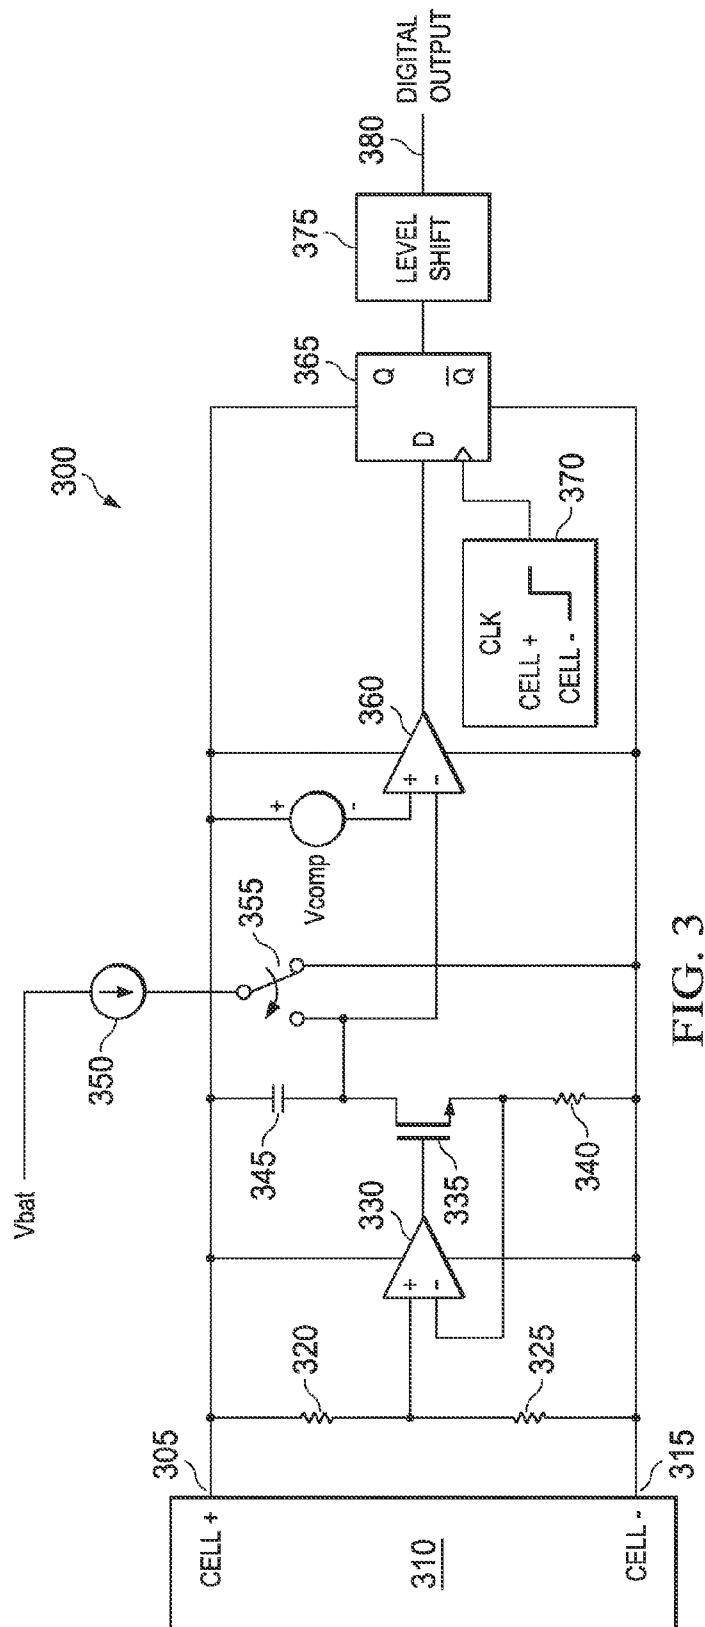 300
Vbat
350
355
345
Vcomp
+
-
305
CELL +
310
CELL -
315
320
325
330
+
-
335
340
360
+
-
365
D
Q
Q̅
CLK
CELL +
CELL -
370
375
LEVEL
SHIFT
380
DIGITAL
OUTPUT
FIG. 3